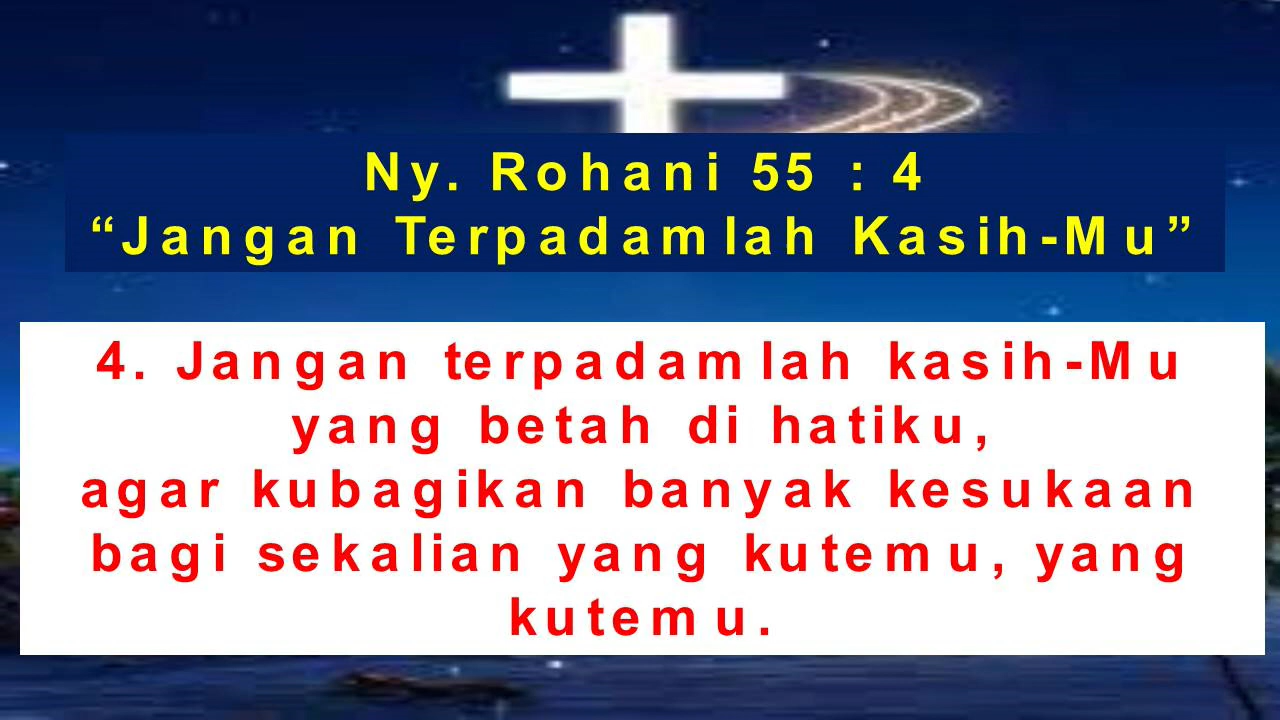 Ny. Rohani 55 : 4
“Jangan Terpadamlah Kasih-Mu”
4. Jangan terpadamlah kasih-Mu
yang betah di hatiku,
agar kubagikan banyak kesukaan
bagi sekalian yang kutemu, yang
kutemu.